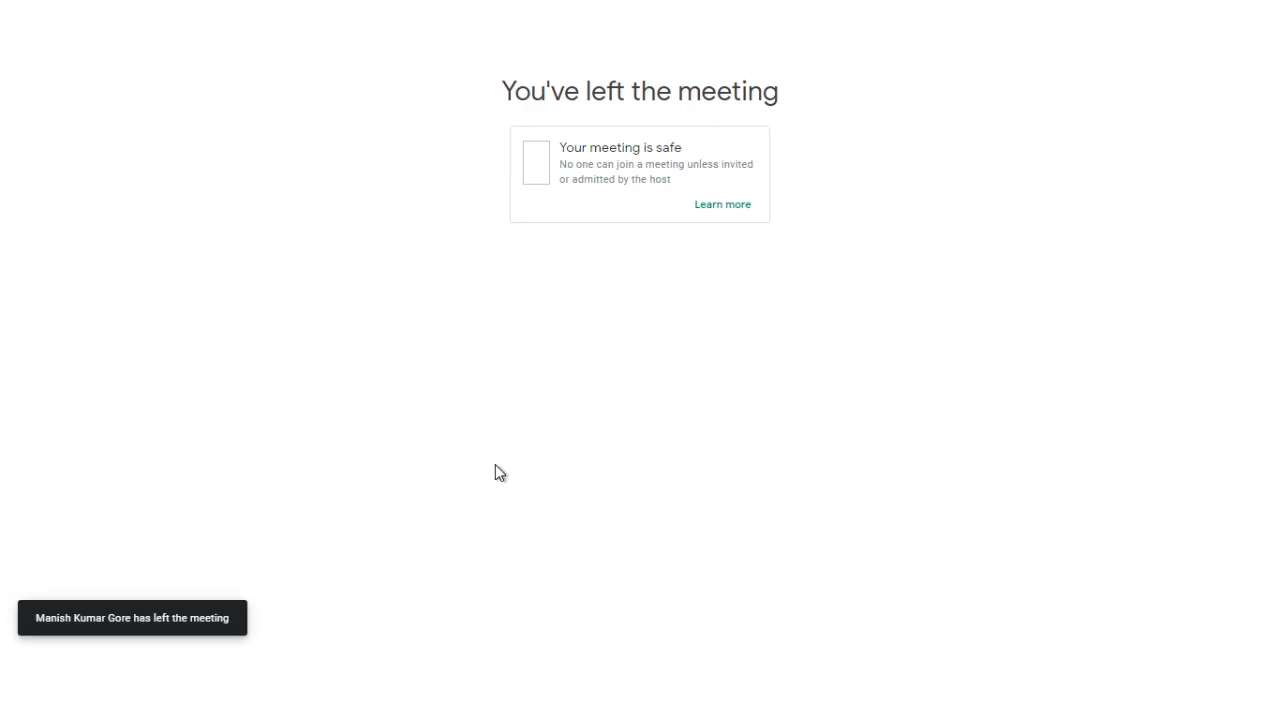 You've left the meeting
Your meeting is safe
No one can join a meeting unless invited
or admitted by the host
Learn more
Manish Kumar Gore has left the meeting